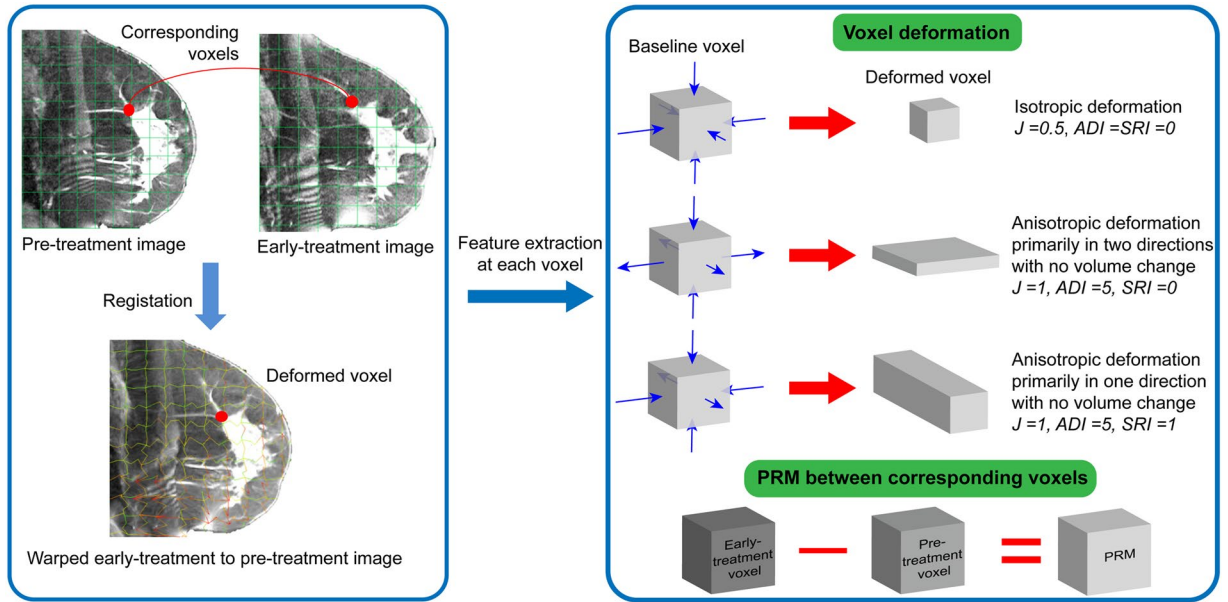 Corresponding
voxels
Pre-treatment image
Early-treatment image
Registation
Deformed voxel
Warped early-treatment to pre-treatment image
Feature extraction
at each voxel
Voxel deformation
Baseline voxel
Deformed voxel
Isotropic deformation
J =0.5, ADI =SRI =0
Anisotropic deformation
primarily in two directions
with no volume change
J =1, ADI =5, SRI =0
Anisotropic deformation
primarily in one direction
with no volume change
J =1, ADI =5, SRI =1
PRM between corresponding voxels
Early-
treatment
voxel
Pre-
treatment
voxel
PRM